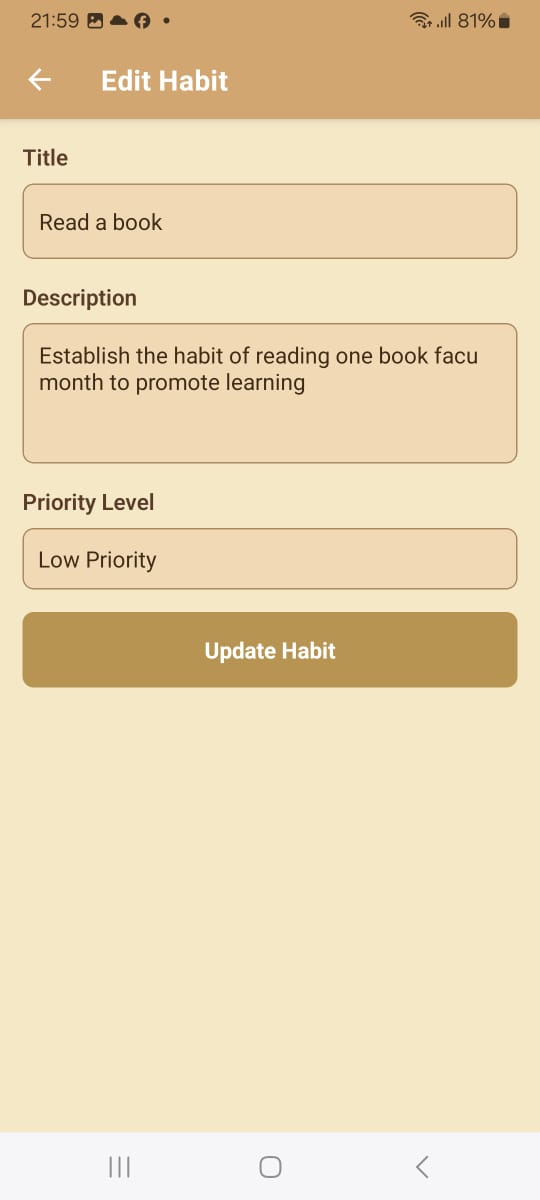 21:59
81%
Edit Habit
Title
Read a book
Description
Establish the habit of reading one book facu
month to promote learning
Priority Level
Low Priority
Update Habit